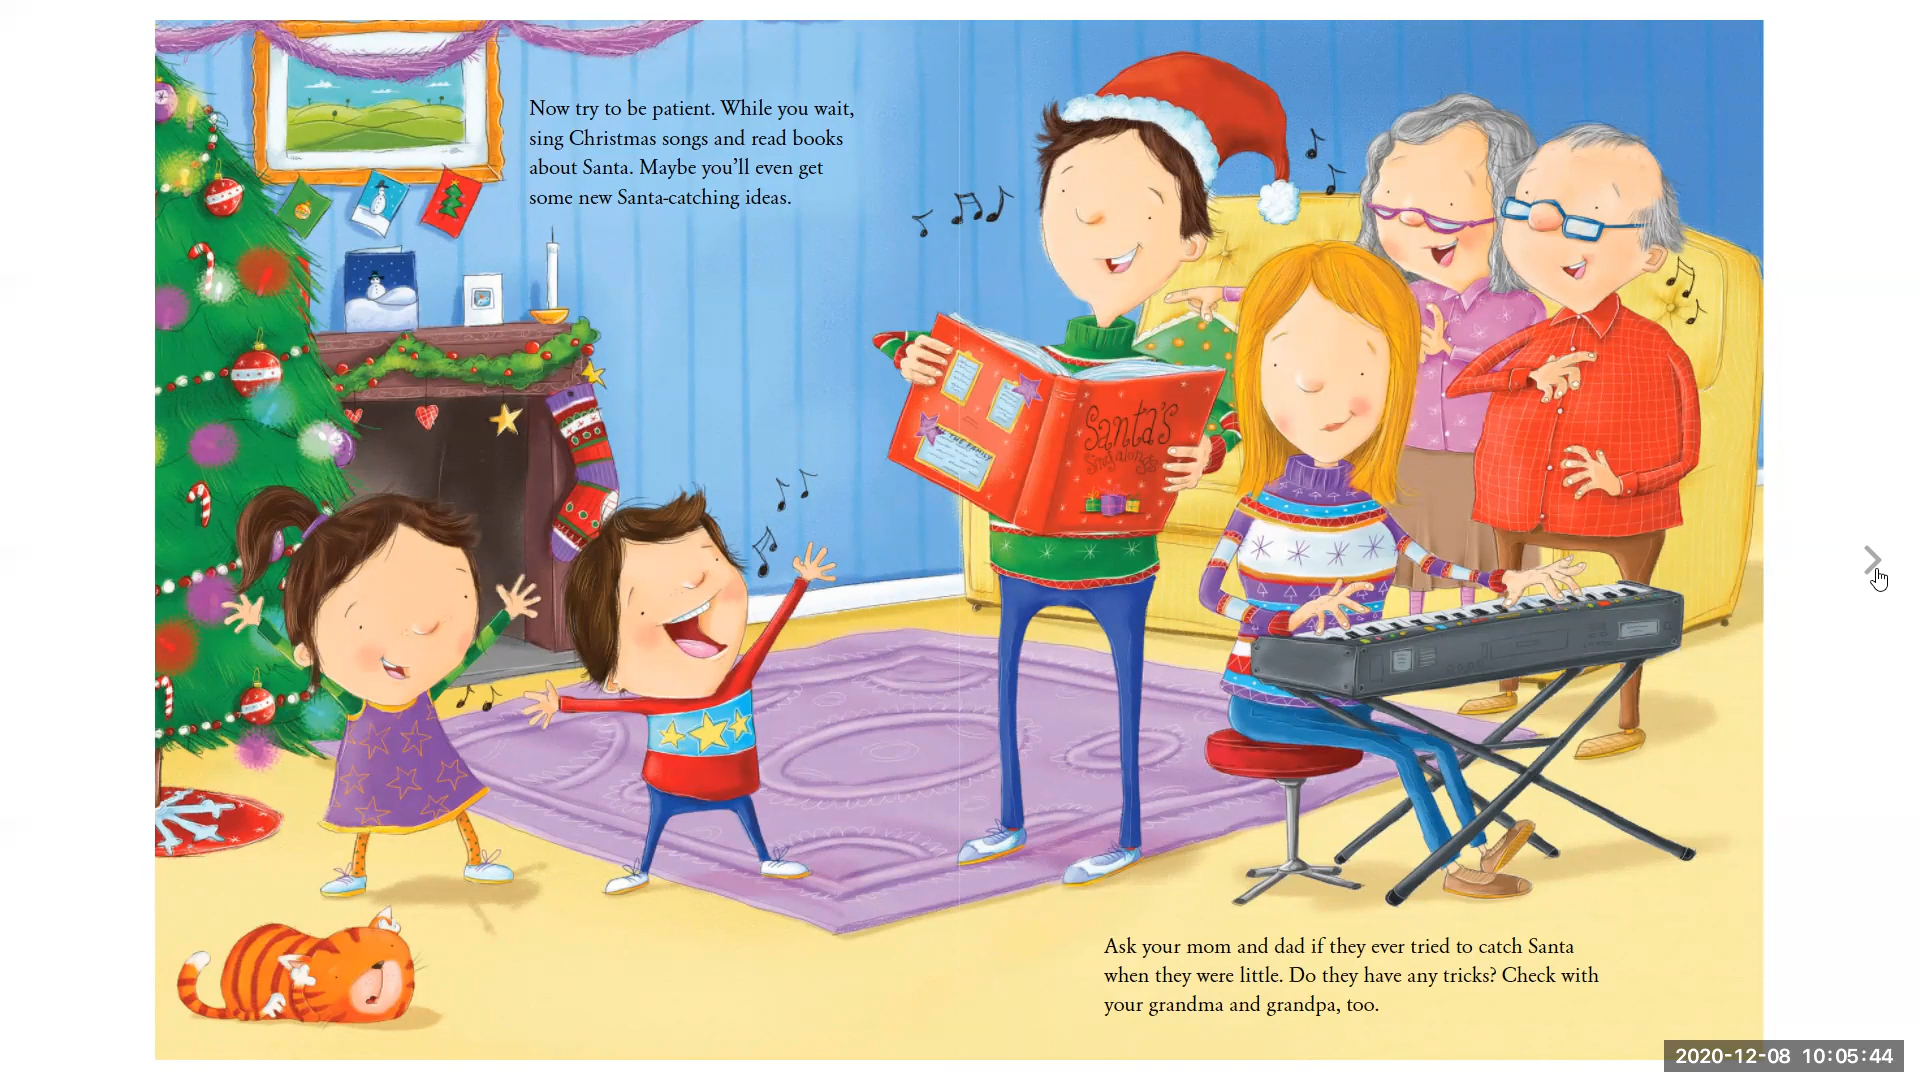 Now try to be patient. While you wait,
sing Christmas songs and read books
about Santa. Maybe you’ll even get
some new Santa-catching ideas.
Santa's
Singalongs
THE FAMILY
Ask your mom and dad if they ever tried to catch Santa
when they were little. Do they have any tricks? Check with
your grandma and grandpa, too.
2020-12-08 10:05:44